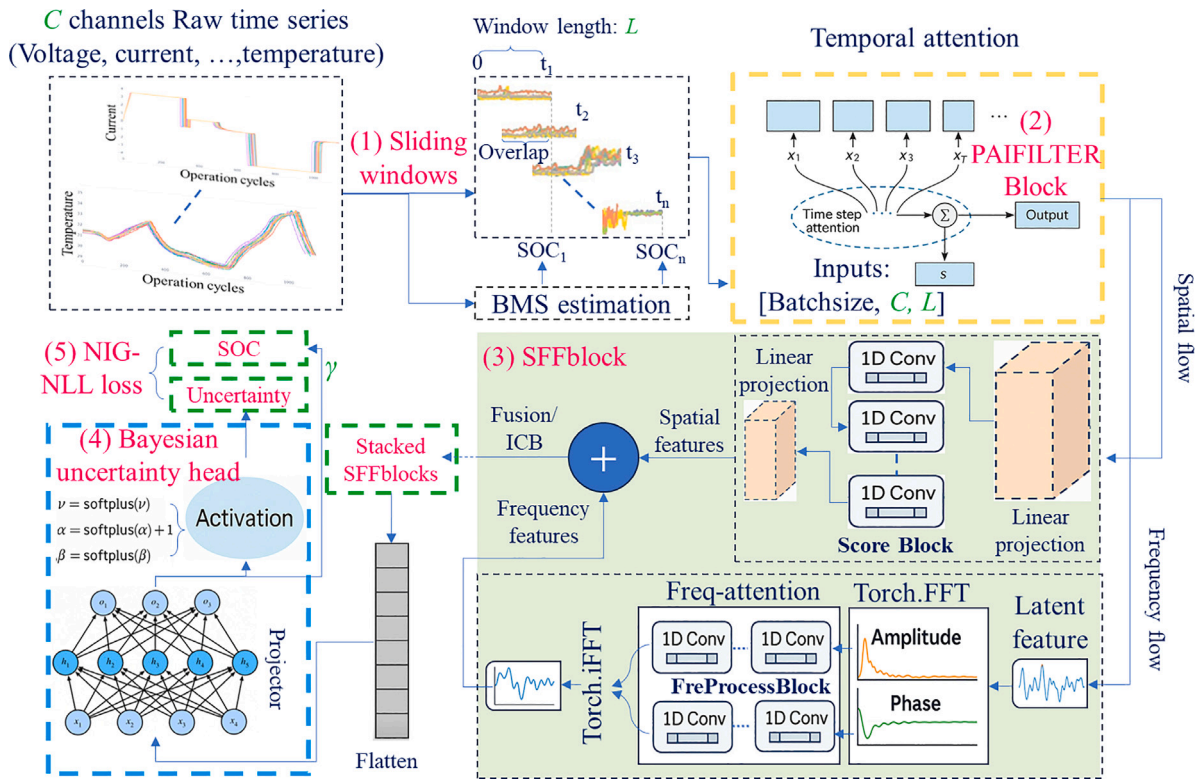 C channels Raw time series
(Voltage, current, …,temperature)
Current
Operation cycles
Temperature
Operation cycles
(1) Sliding
windows
Window length: L
0
t1
t2
Overlap
t3
tn
SOC1
SOCn
BMS estimation
Temporal attention
...
(2)
PAIFILTER
Block
x1
x2
x3
xT
Time step
attention
Σ
Output
s
Inputs:
[Batchsize, C, L]
Spatial flow
Frequency flow
(3) SFFblock
Linear
projection
1D Conv
1D Conv
1D Conv
Score Block
Linear
projection
Spatial
features
Fusion/
ICB
+
Frequency
features
Stacked
SFFblocks
Freq-attention
1D Conv
1D Conv
FreProcessBlock
1D Conv
1D Conv
Torch.FFT
Amplitude
Phase
Latent
feature
Torch.iFFT
Flatten
(5) NIG-
NLL loss
SOC
Uncertainty
γ
(4) Bayesian
uncertainty head
ν = softplus(ν)
α = softplus(α) + 1
β = softplus(β)
Activation
o1
o2
o3
h1
h2
h3
h4
h5
x1
x2
x3
x4
Projector